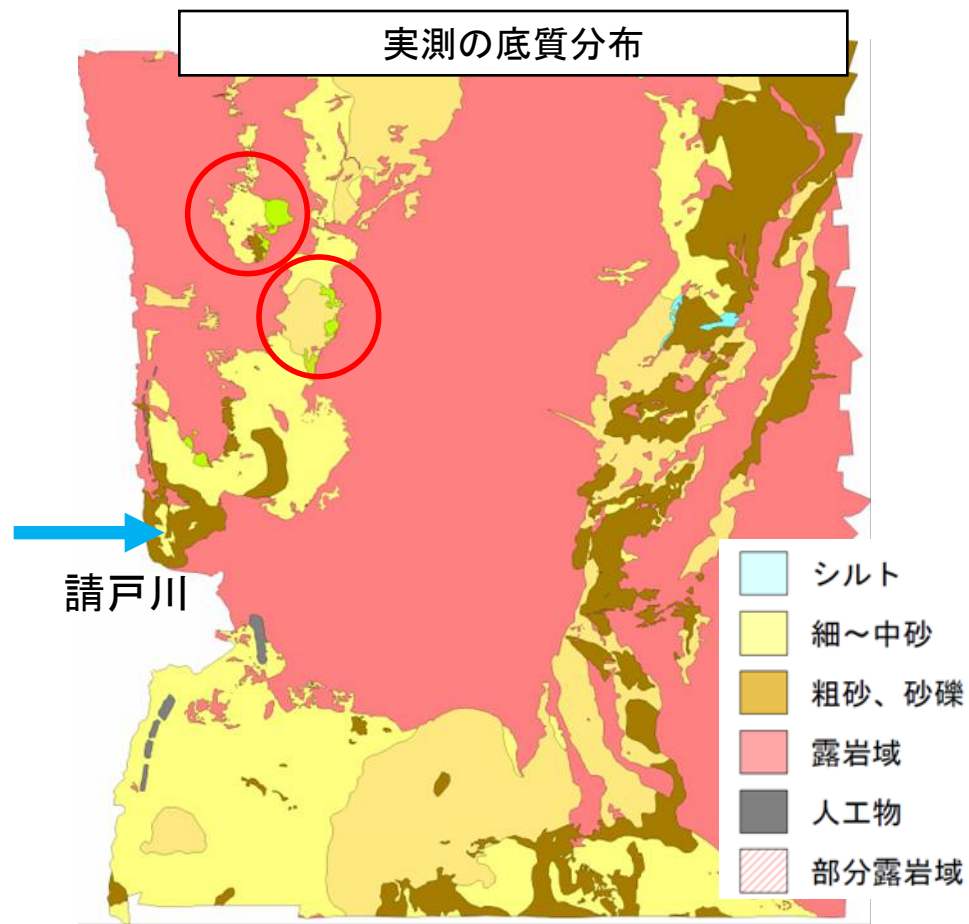 実測の底質分布
請戸川
シルト
細～中砂
粗砂、砂礫
露岩域
人工物
部分露岩域